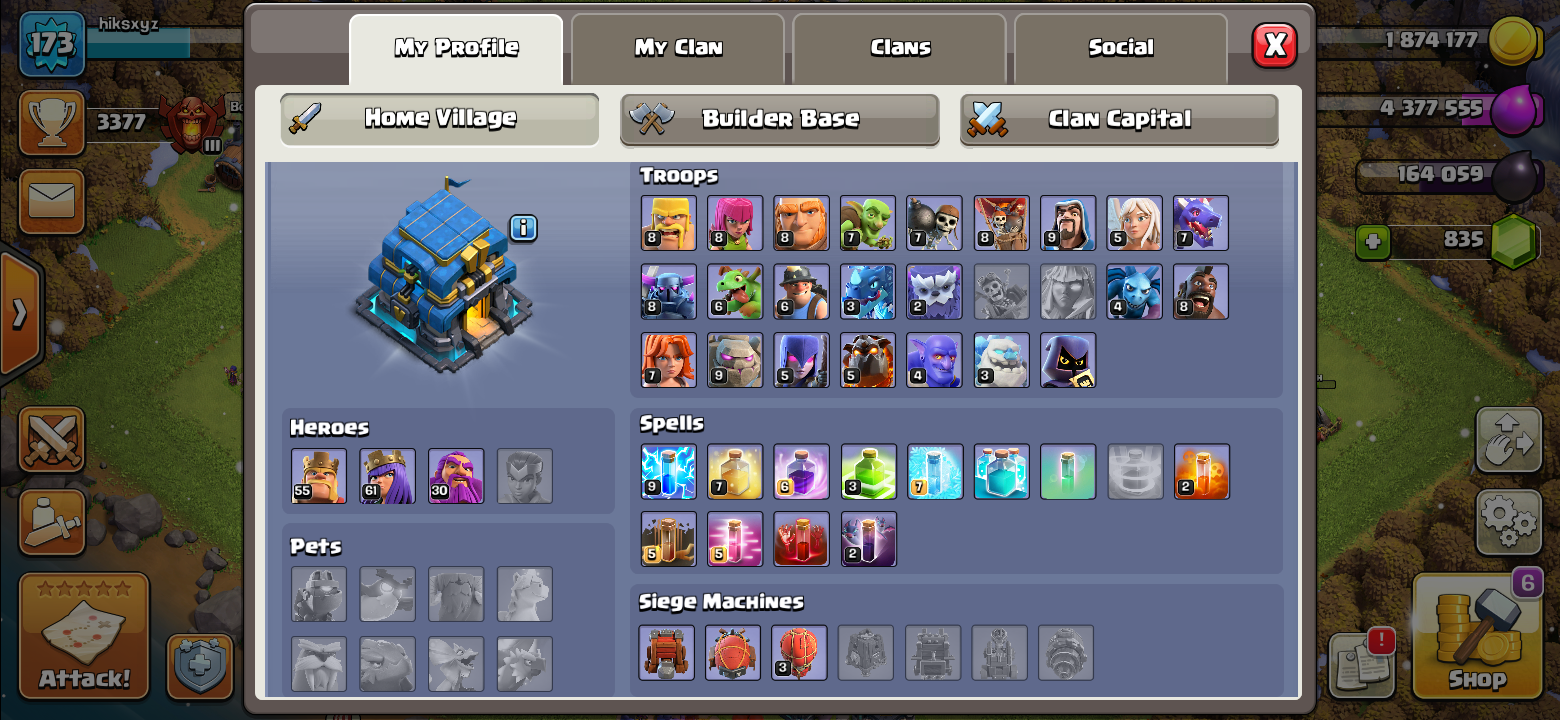 173
hiksxyz
My Profile
My Clan
Clans
Social
X
1 874 177
3377
III
Home Village
Builder Base
Clan Capital
4 377 555
164 059
835
i
Troops
8 8 8 7 7 8 9 5 7
8 6 6 3 2 4 8
7 9 5 5 4 3
Heroes
55 61 30
Pets
Spells
9 7 6 3 7 2
5 5 2
Siege Machines
3
Attack!
6
!
Shop